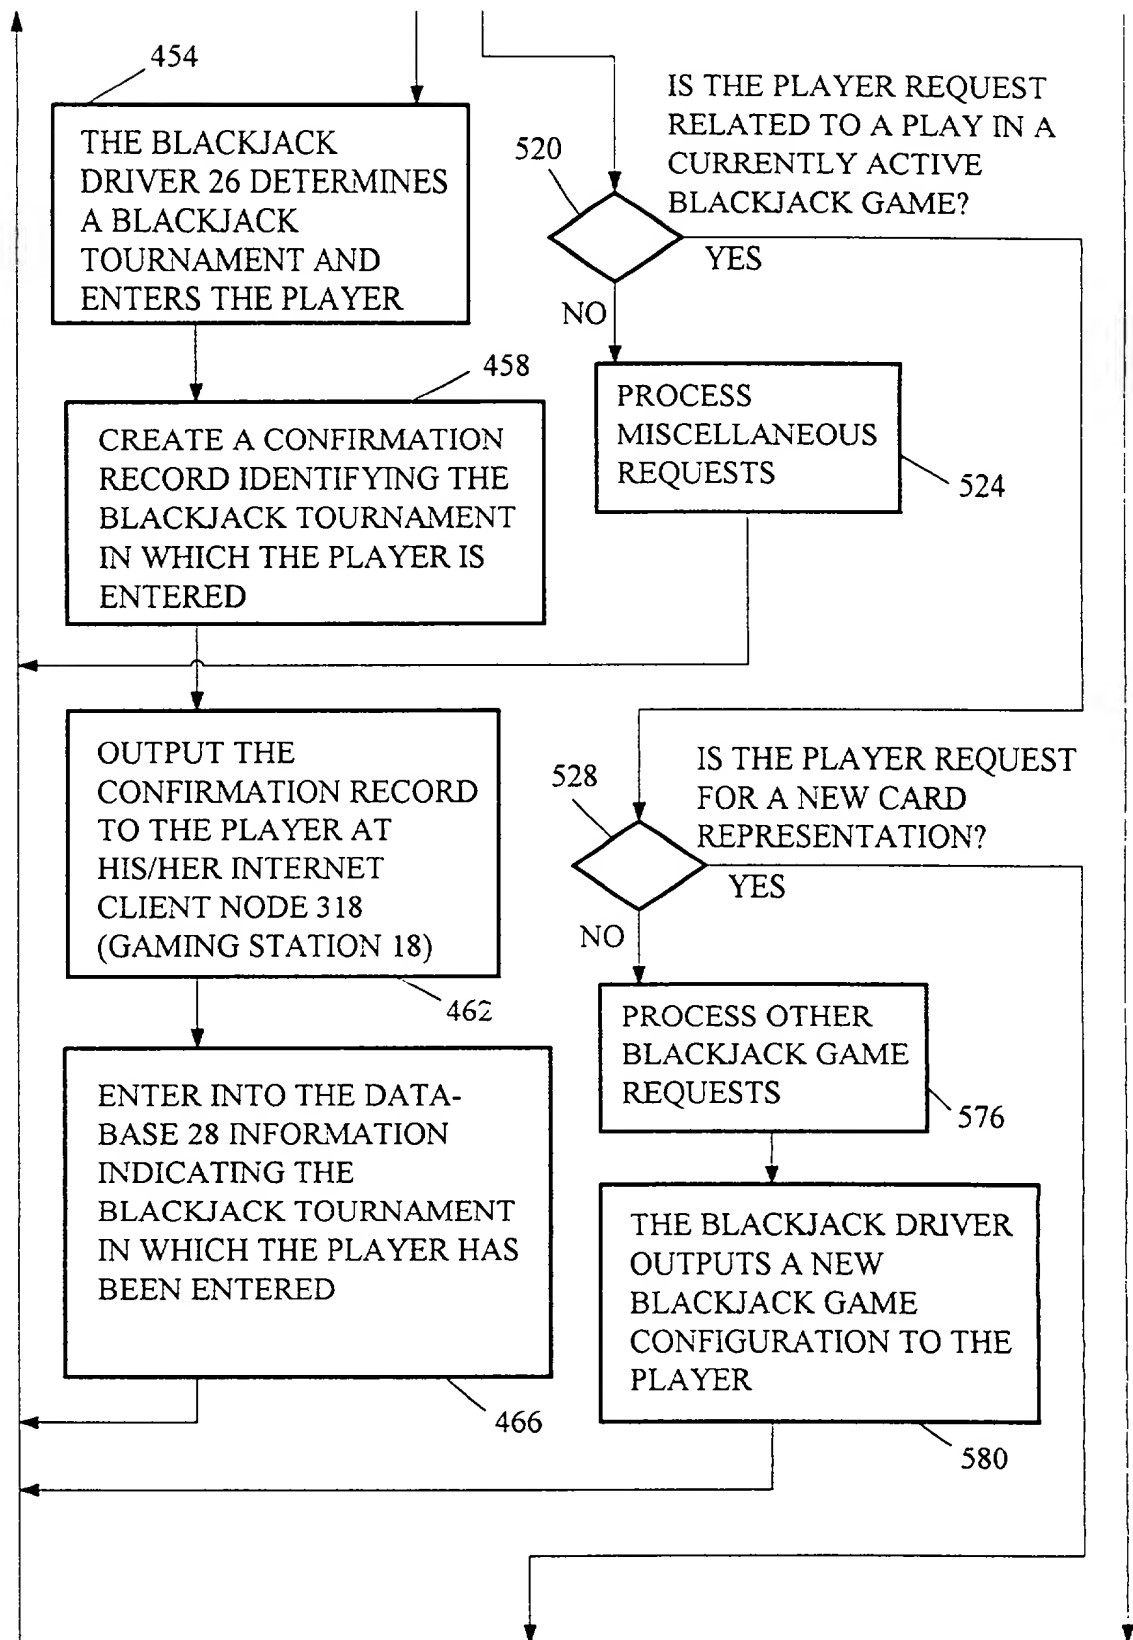 454
THE BLACKJACK
DRIVER 26 DETERMINES
A BLACKJACK
TOURNAMENT AND
ENTERS THE PLAYER
458
CREATE A CONFIRMATION
RECORD IDENTIFYING THE
BLACKJACK TOURNAMENT
IN WHICH THE PLAYER IS
ENTERED
OUTPUT THE
CONFIRMATION RECORD
TO THE PLAYER AT
HIS/HER INTERNET
CLIENT NODE 318
(GAMING STATION 18)
462
ENTER INTO THE DATA-
BASE 28 INFORMATION
INDICATING THE
BLACKJACK TOURNAMENT
IN WHICH THE PLAYER HAS
BEEN ENTERED
466
IS THE PLAYER REQUEST
RELATED TO A PLAY IN A
CURRENTLY ACTIVE
BLACKJACK GAME?
520
YES
NO
PROCESS
MISCELLANEOUS
REQUESTS
524
IS THE PLAYER REQUEST
FOR A NEW CARD
REPRESENTATION?
528
YES
NO
PROCESS OTHER
BLACKJACK GAME
REQUESTS
576
THE BLACKJACK DRIVER
OUTPUTS A NEW
BLACKJACK GAME
CONFIGURATION TO THE
PLAYER
580